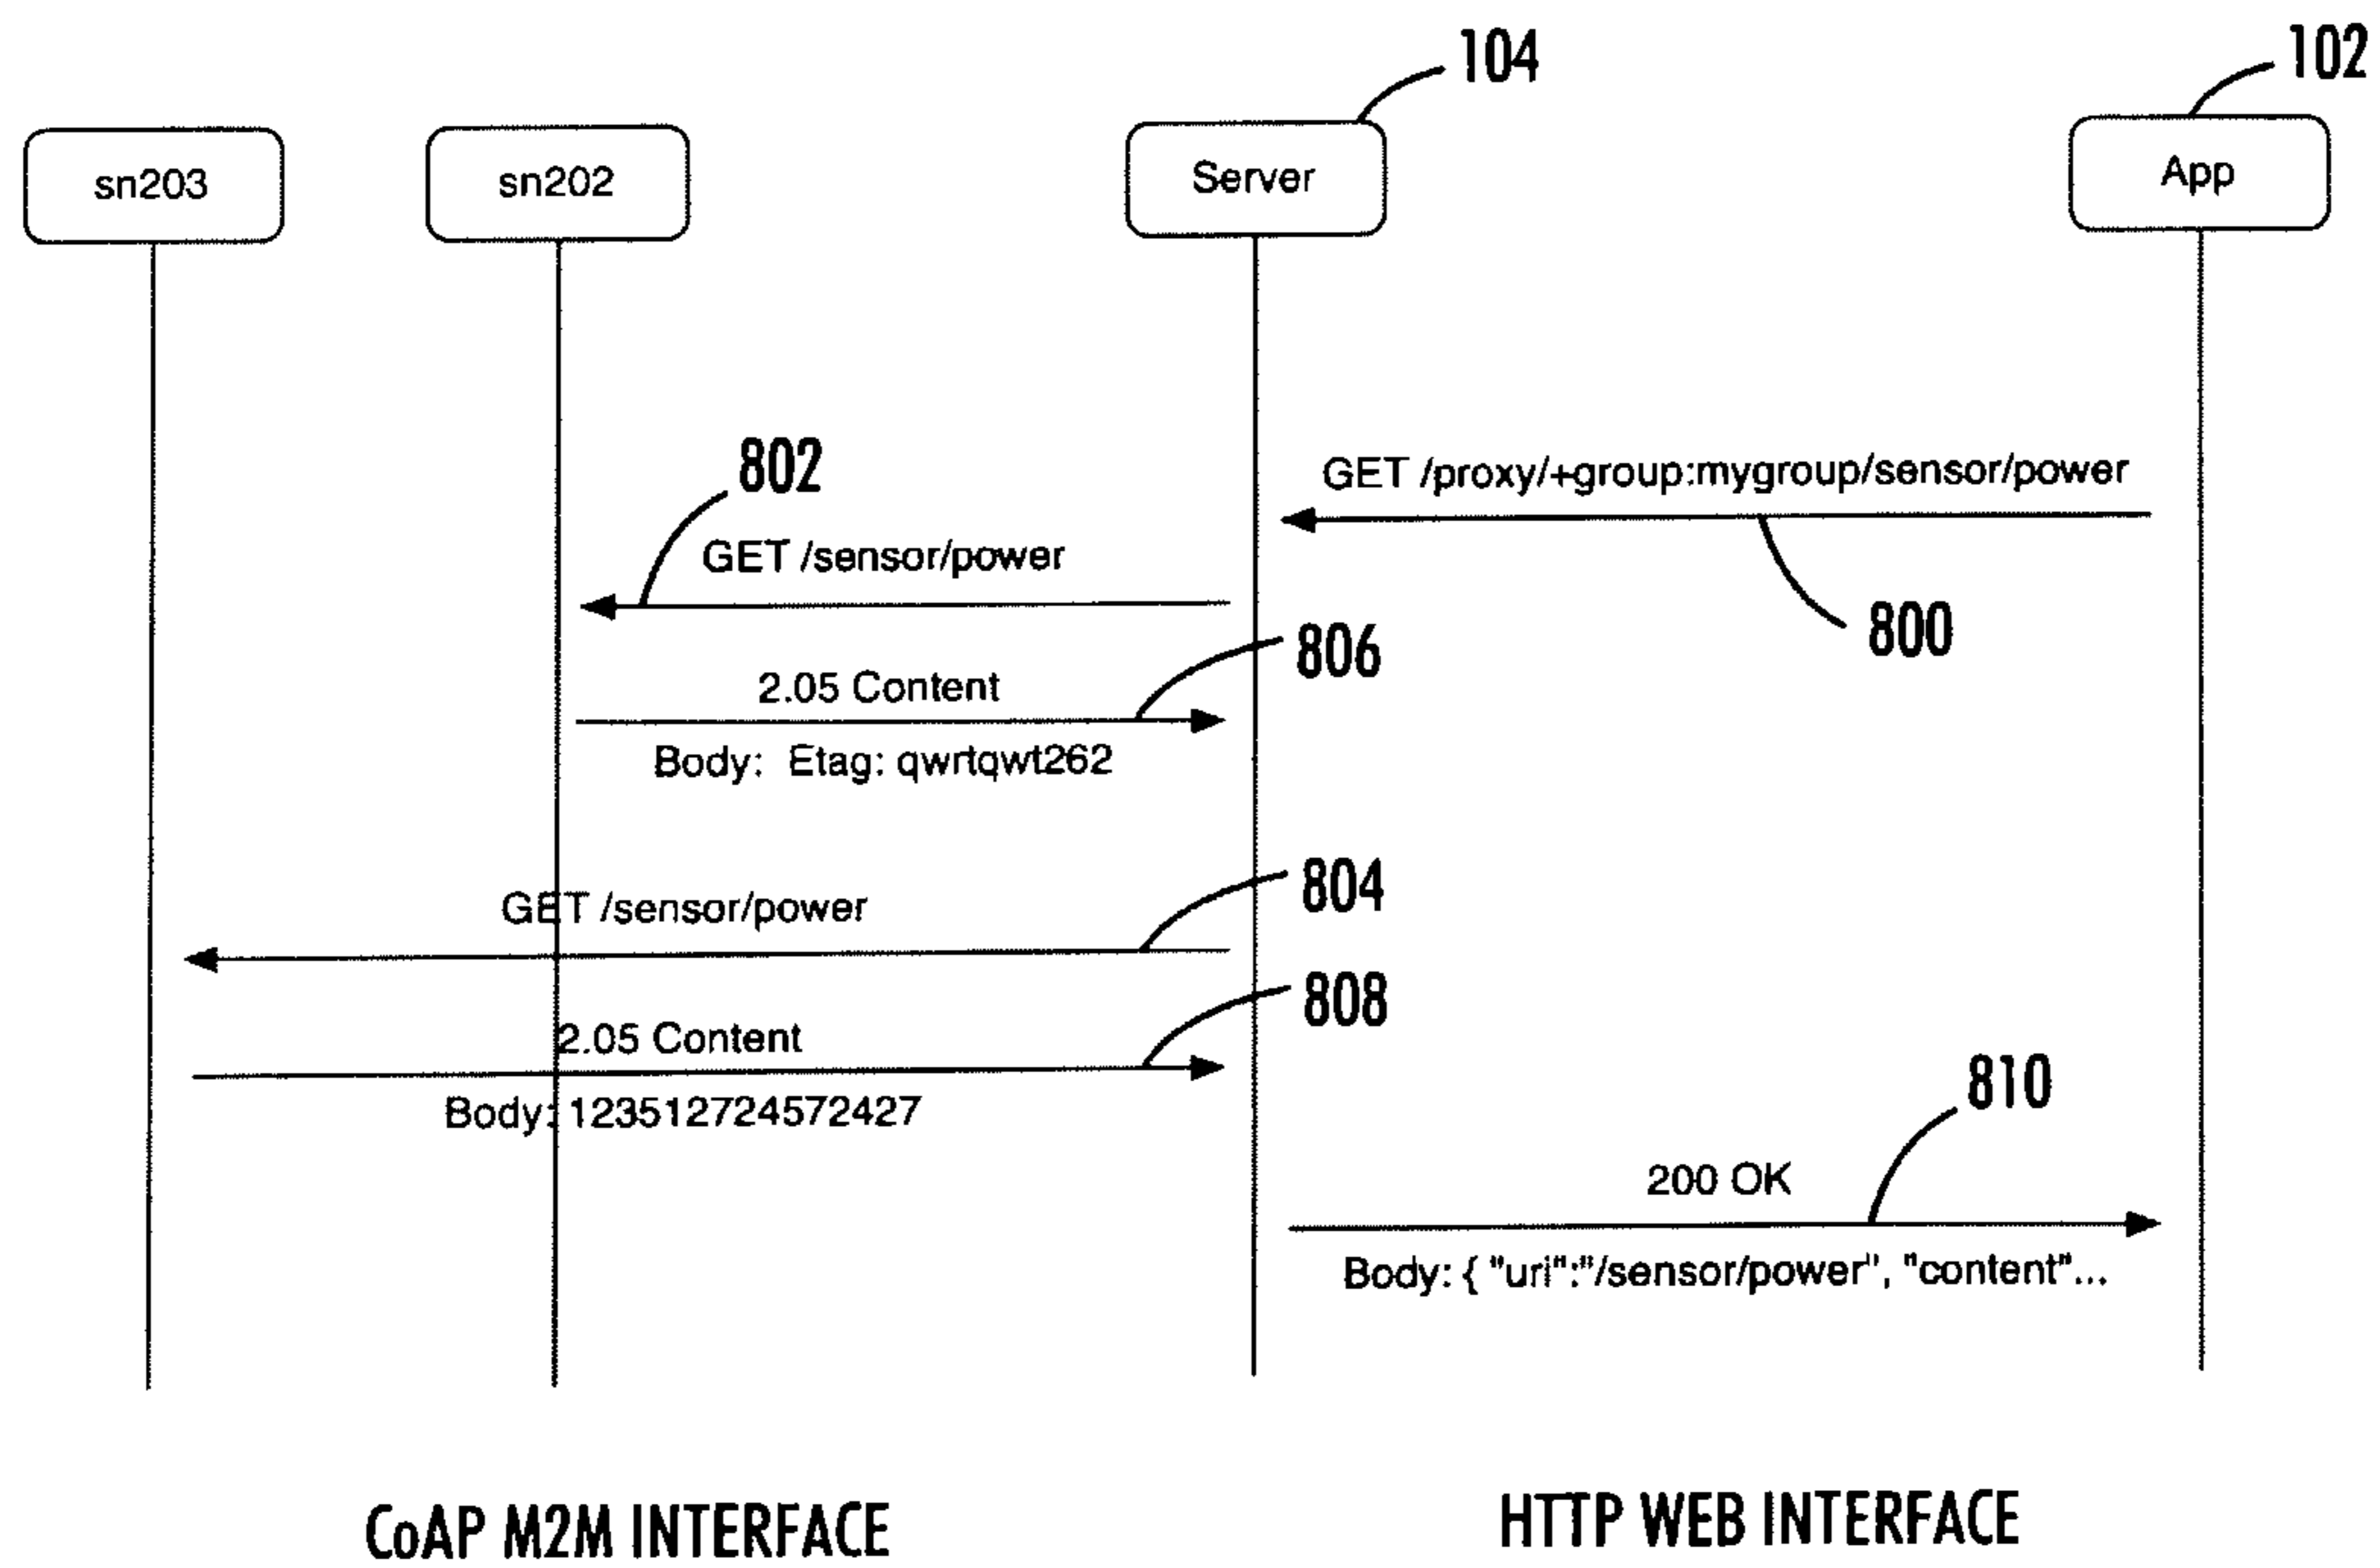 104
102
sn203
sn202
Server
App
802
GET /proxy/+group:mygroup/sensor/power
GET /sensor/power
800
806
2.05 Content
Body: Etag: qwrtqwt262
804
GET /sensor/power
808
2.05 Content
Body: 1235127724572427
810
200 OK
Body: { "uri":"/sensor/power", "content"...
CoAP M2M INTERFACE
HTTP WEB INTERFACE